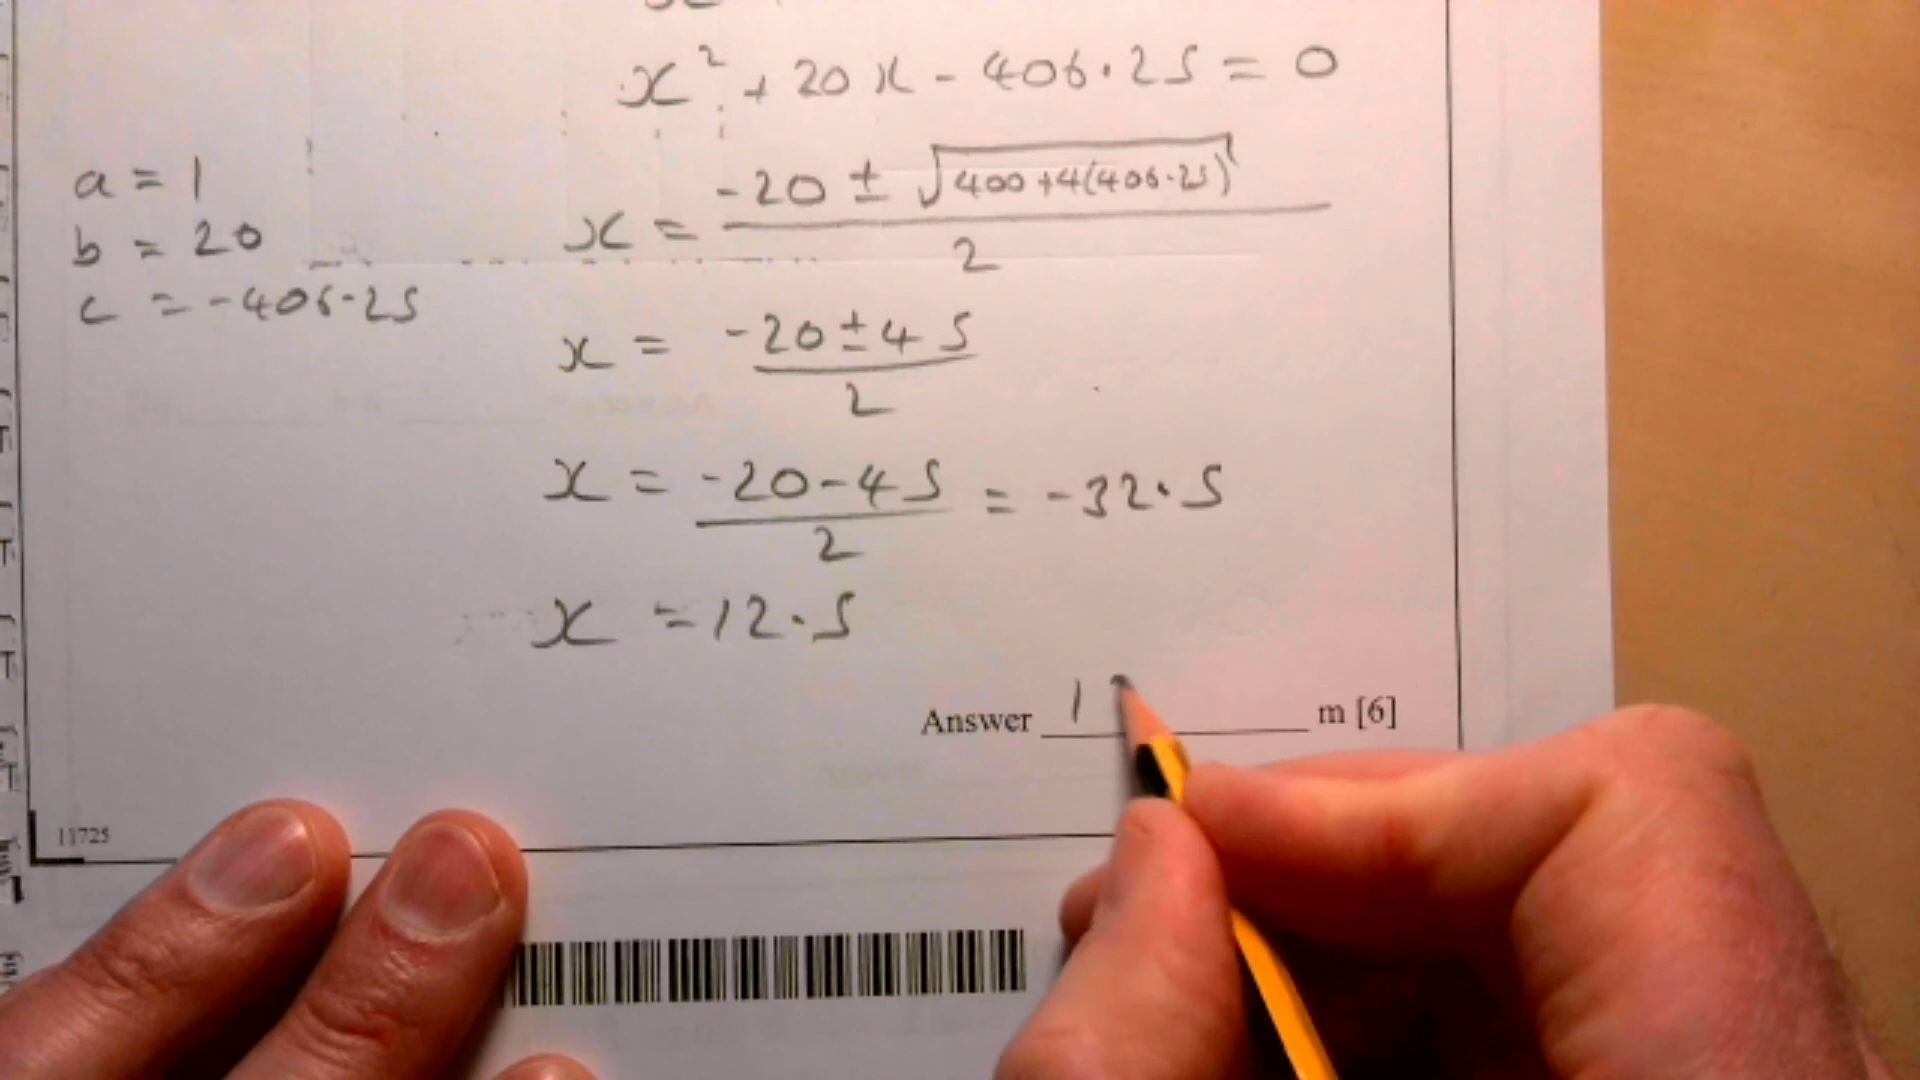 x² + 20x - 406.25 = 0
a = 1
b = 20
c = -406.25
x = (-20 ± √(400 + 4(406.25))) / 2
x = (-20 ± 45) / 2
x = (-20 - 45) / 2 = -32.5
x = 12.5
Answer 1 m [6]
11725